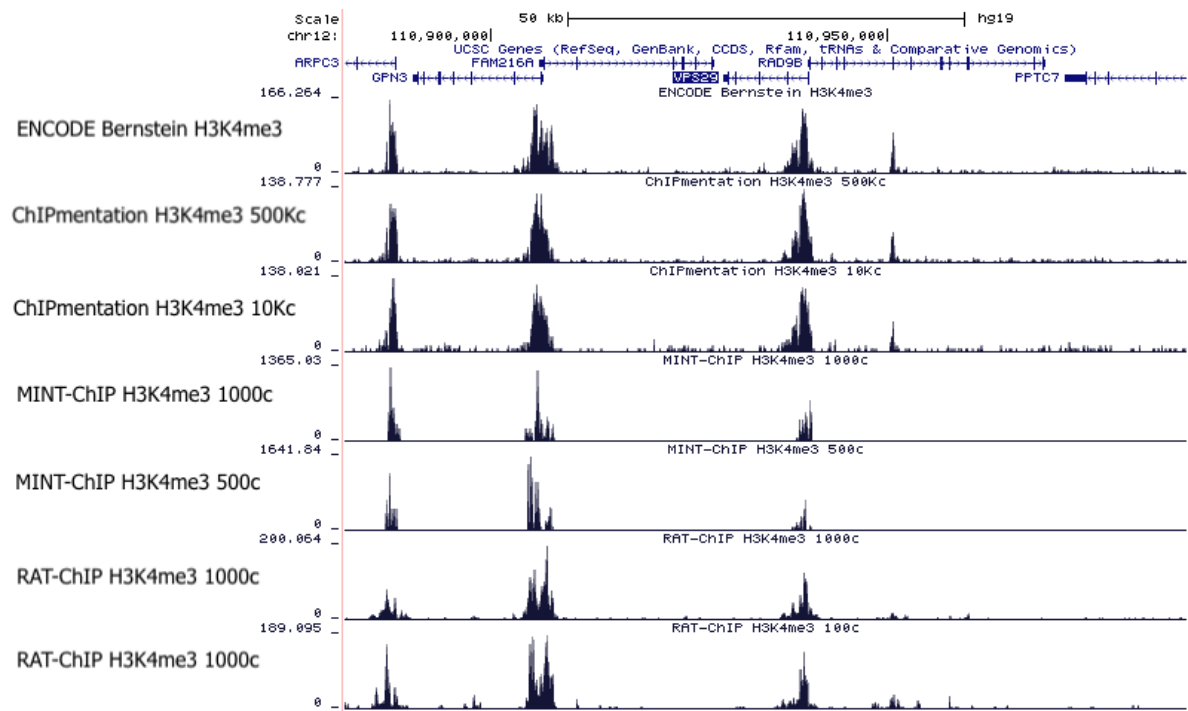 Scale 50 kb hg19
chr12: 110,900,000 110,950,000
UCSC Genes (RefSeq, GenBank, CCDS, Rfam, tRNAs & Comparative Genomics)
ARPC3 FAM216A RAD9B
GPN3 VPS29 PPTC7
166.264 ENCODE Bernstein H3K4me3
ENCODE Bernstein H3K4me3
0
138.777 ChIPmentation H3K4me3 500Kc
ChIPmentation H3K4me3 500Kc
0
138.021 ChIPmentation H3K4me3 10Kc
ChIPmentation H3K4me3 10Kc
0
1365.03 MINT-ChIP H3K4me3 1000c
MINT-ChIP H3K4me3 1000c
0
1641.84 MINT-ChIP H3K4me3 500c
MINT-ChIP H3K4me3 500c
0
200.064 RAT-ChIP H3K4me3 1000c
RAT-ChIP H3K4me3 1000c
0
189.095 RAT-ChIP H3K4me3 100c
RAT-ChIP H3K4me3 1000c
0